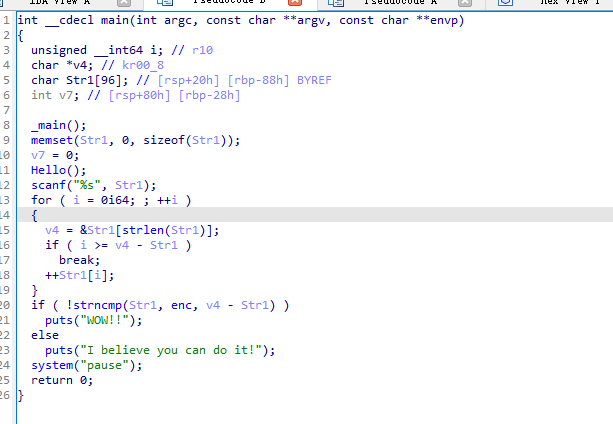 IDA View A Pseudocode B Pseudocode A Hex View 1
1 int __cdecl main(int argc, const char **argv, const char **envp)
2 {
3 unsigned __int64 i; // r10
4 char *v4; // kr00_8
5 char Str1[96]; // [rsp+20h] [rbp-88h] BYREF
6 int v7; // [rsp+80h] [rbp-28h]
7
8 _main();
9 memset(Str1, 0, sizeof(Str1));
10 v7 = 0;
11 Hello();
12 scanf("%s", Str1);
13 for ( i = 0i64; ; ++i )
14 {
15 v4 = &Str1[strlen(Str1)];
16 if ( i >= v4 - Str1 )
17 break;
18 ++Str1[i];
19 }
20 if ( !strncmp(Str1, enc, v4 - Str1) )
21 puts("WOW!!");
22 else
23 puts("I believe you can do it!");
24 system("pause");
25 return 0;
26 }